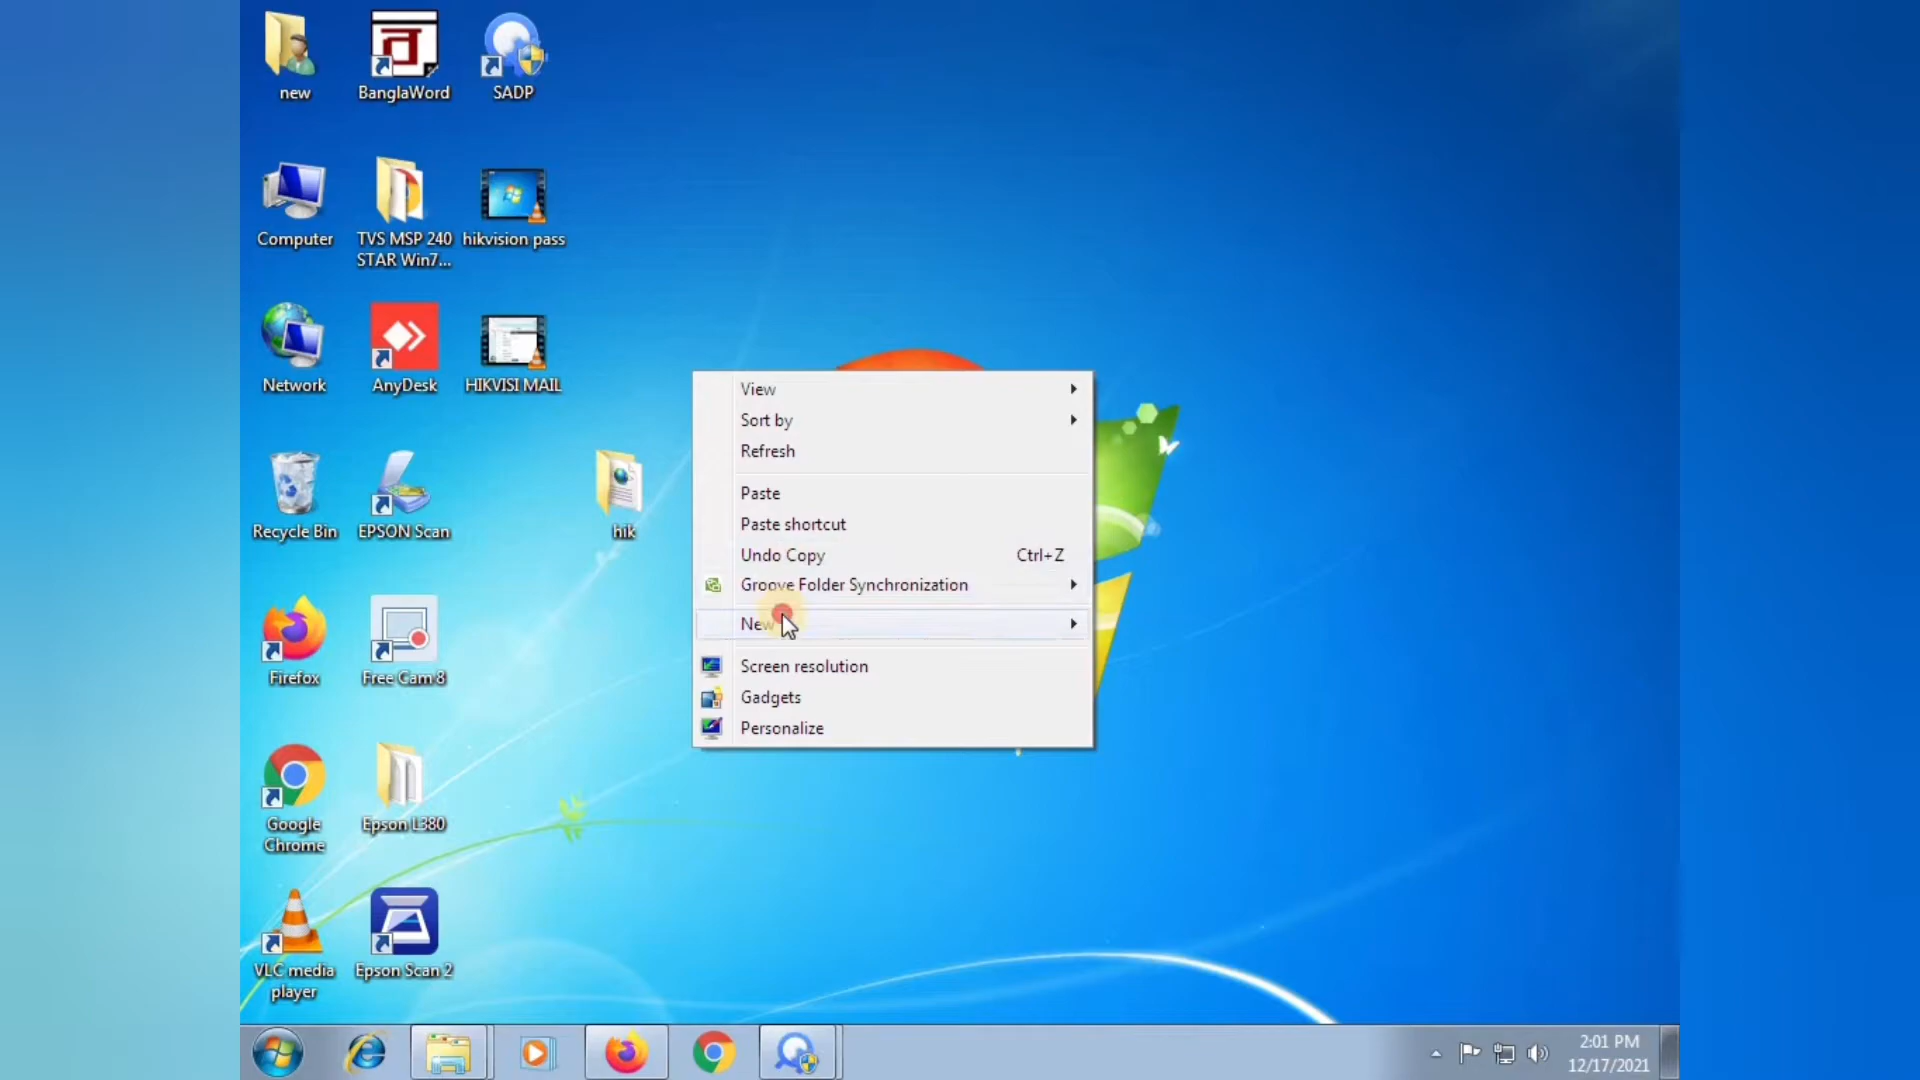 new
BanglaWord
SADP
Computer
TVS MSP 240
STAR Win7...
hikvision pass
Network
AnyDesk
HIKVISI MAIL
Recycle Bin
EPSON Scan
hik
Firefox
Free Cam 8
Google
Chrome
Epson L380
VLC media
player
Epson Scan 2
View
Sort by
Refresh
Paste
Paste shortcut
Undo Copy Ctrl+Z
Groove Folder Synchronization
New
Screen resolution
Gadgets
Personalize
2:01 PM
12/17/2021